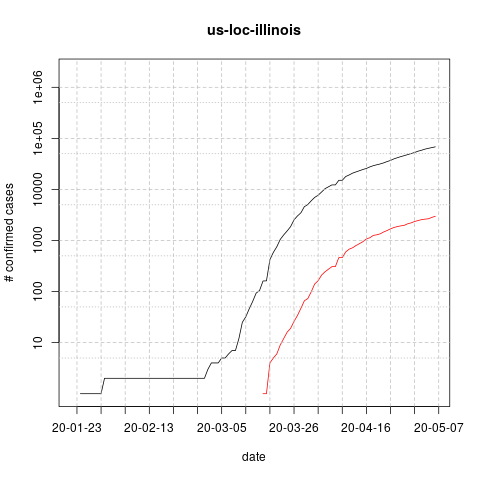 us-loc-illinois
1e+06
1e+05
10000
1000
100
10
# confirmed cases
20-01-23 20-02-13 20-03-05 20-03-26 20-04-16 20-05-07
date